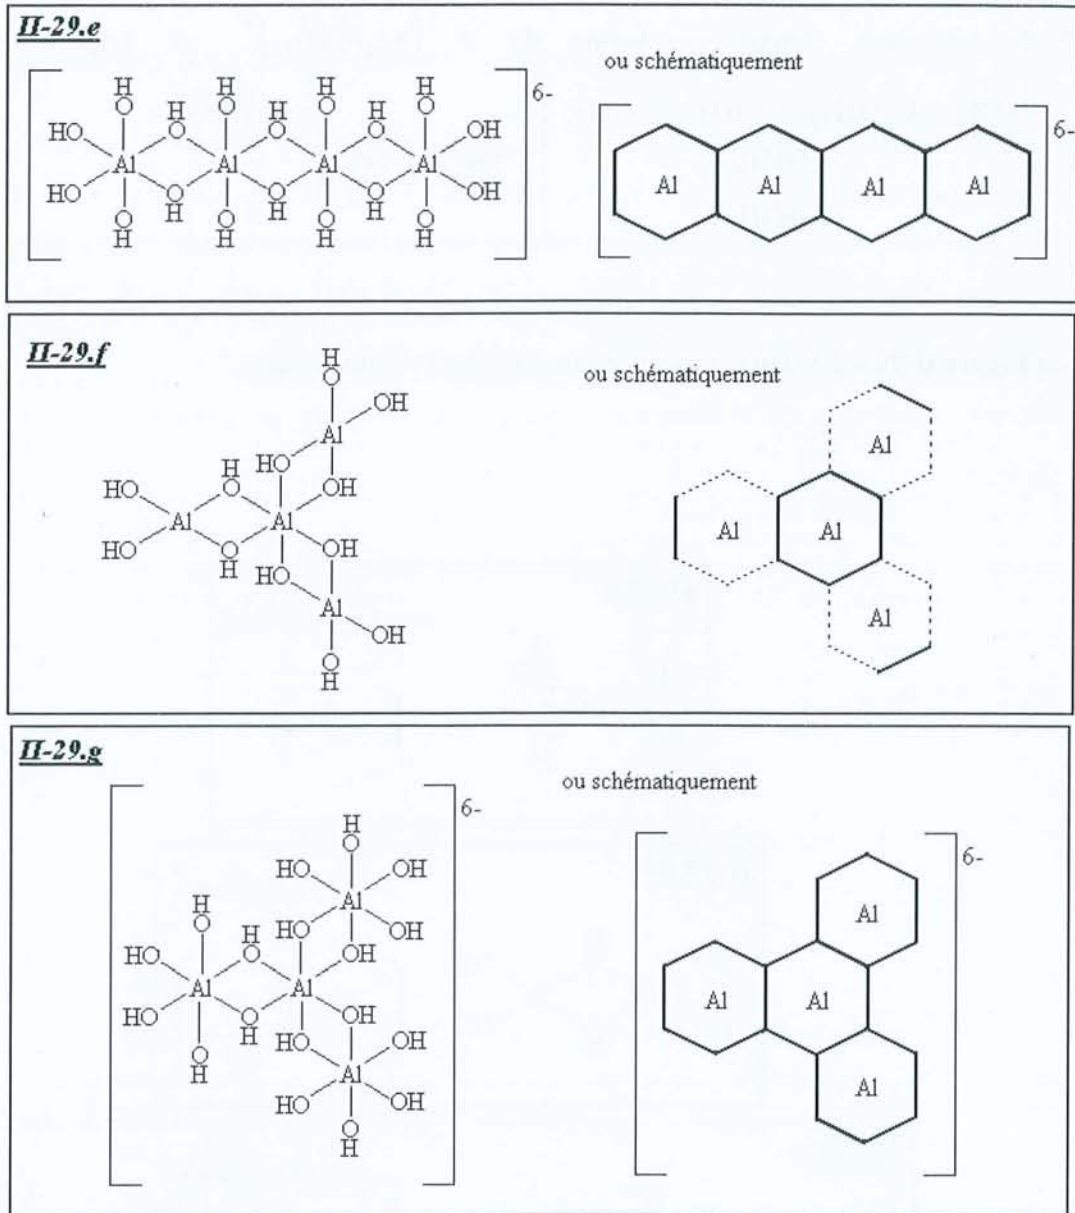 II-29.e
ou schématiquement
H H H H 6-
O H O H O H O
HO O O O OH
Al Al Al Al
HO O O O OH
O H O H O H O
H H H H
6-
Al Al Al Al
II-29.f
ou schématiquement
H
O OH
Al
H HO
HO O OH
Al Al
HO O OH
H HO
Al
OH
O
H
Al
Al Al
Al
II-29.g
ou schématiquement
6-
H
O
HO OH
H Al
O H HO OH
HO O OH
Al Al
HO O OH
H HO OH
O Al
H HO OH
O
H
6-
Al
Al Al
Al